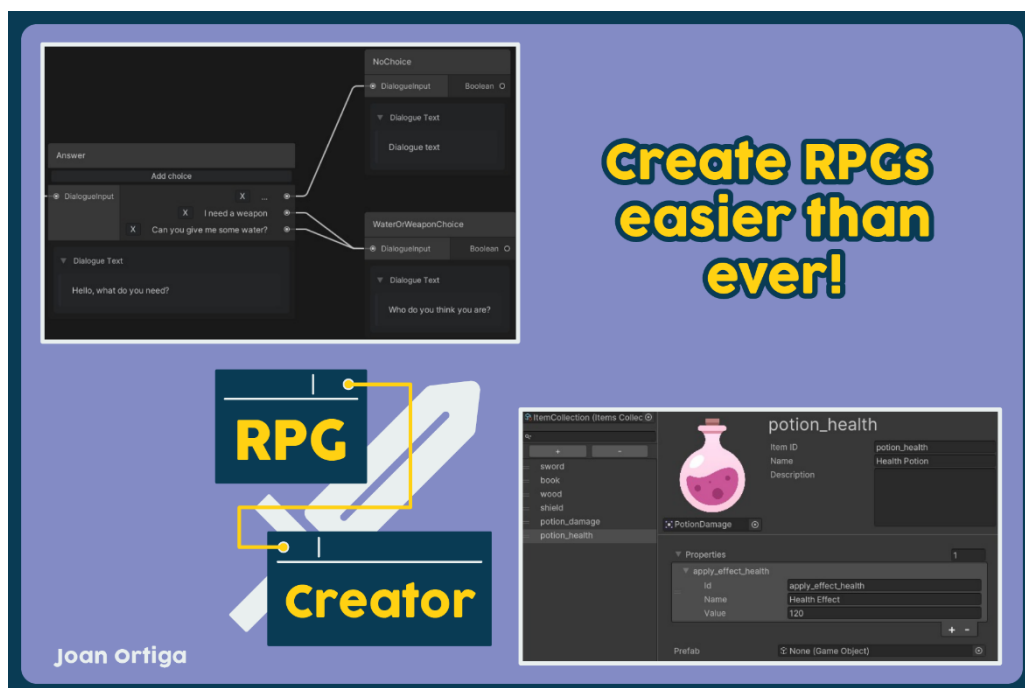 NoChoice
DialogueInput Boolean
Dialogue Text
Dialogue text
Answer
Add choice
DialogueInput X ...
X I need a weapon
X Can you give me some water?
Dialogue Text
Hello, what do you need?
WaterOrWeaponChoice
DialogueInput Boolean
Dialogue Text
Who do you think you are?
Create RPGs
easier than
ever!
RPG
Creator
Joan Ortiga
ItemCollection (Items Collec
+ -
sword
book
wood
shield
potion_damage
potion_health
potion_health
Item ID potion_health
Name Health Potion
Description
PotionDamage
Properties 1
apply_effect_health
Id apply_effect_health
Name Health Effect
Value 120
+ -
Prefab None (Game Object)